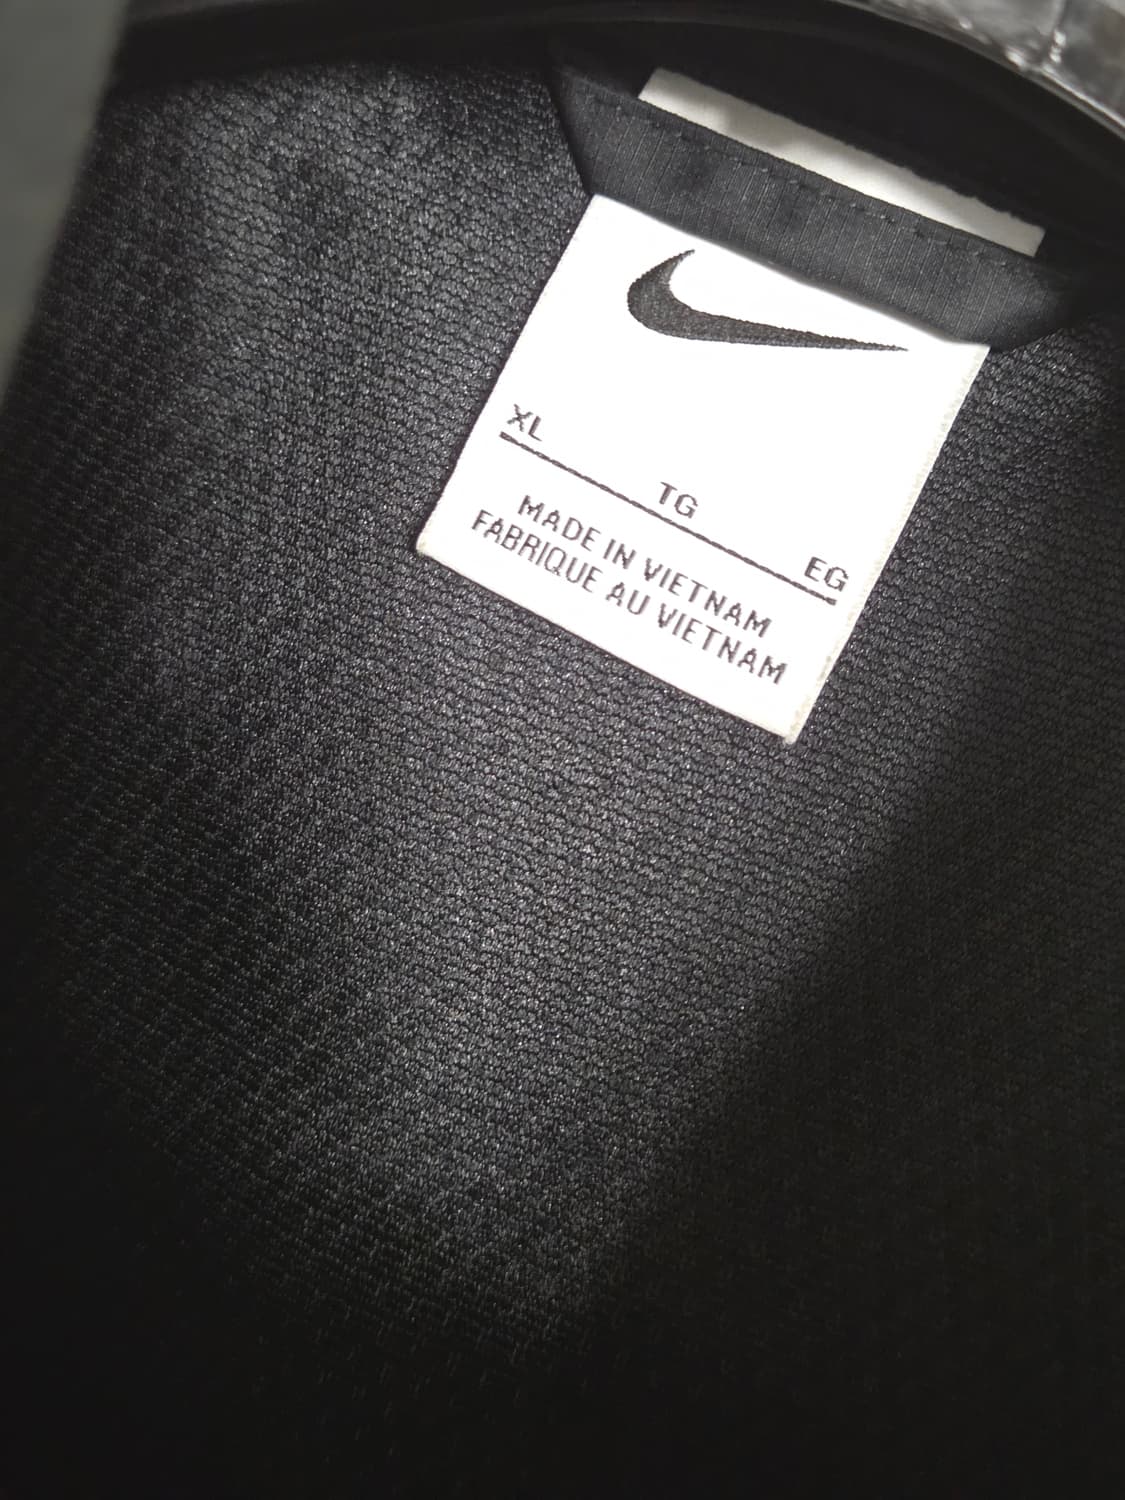 XL TG EG
MADE IN VIETNAM
FABRIQUE AU VIETNAM